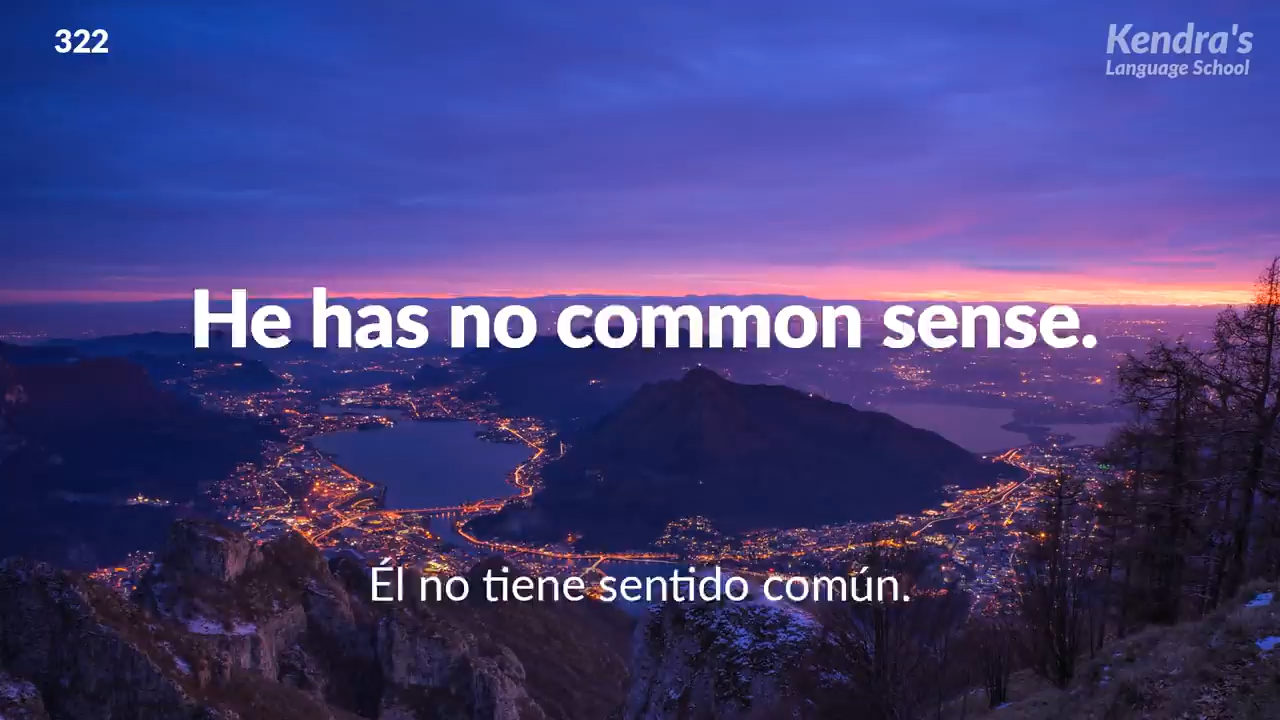 322
Kendra's
Language School
He has no common sense.
Él no tiene sentido común.